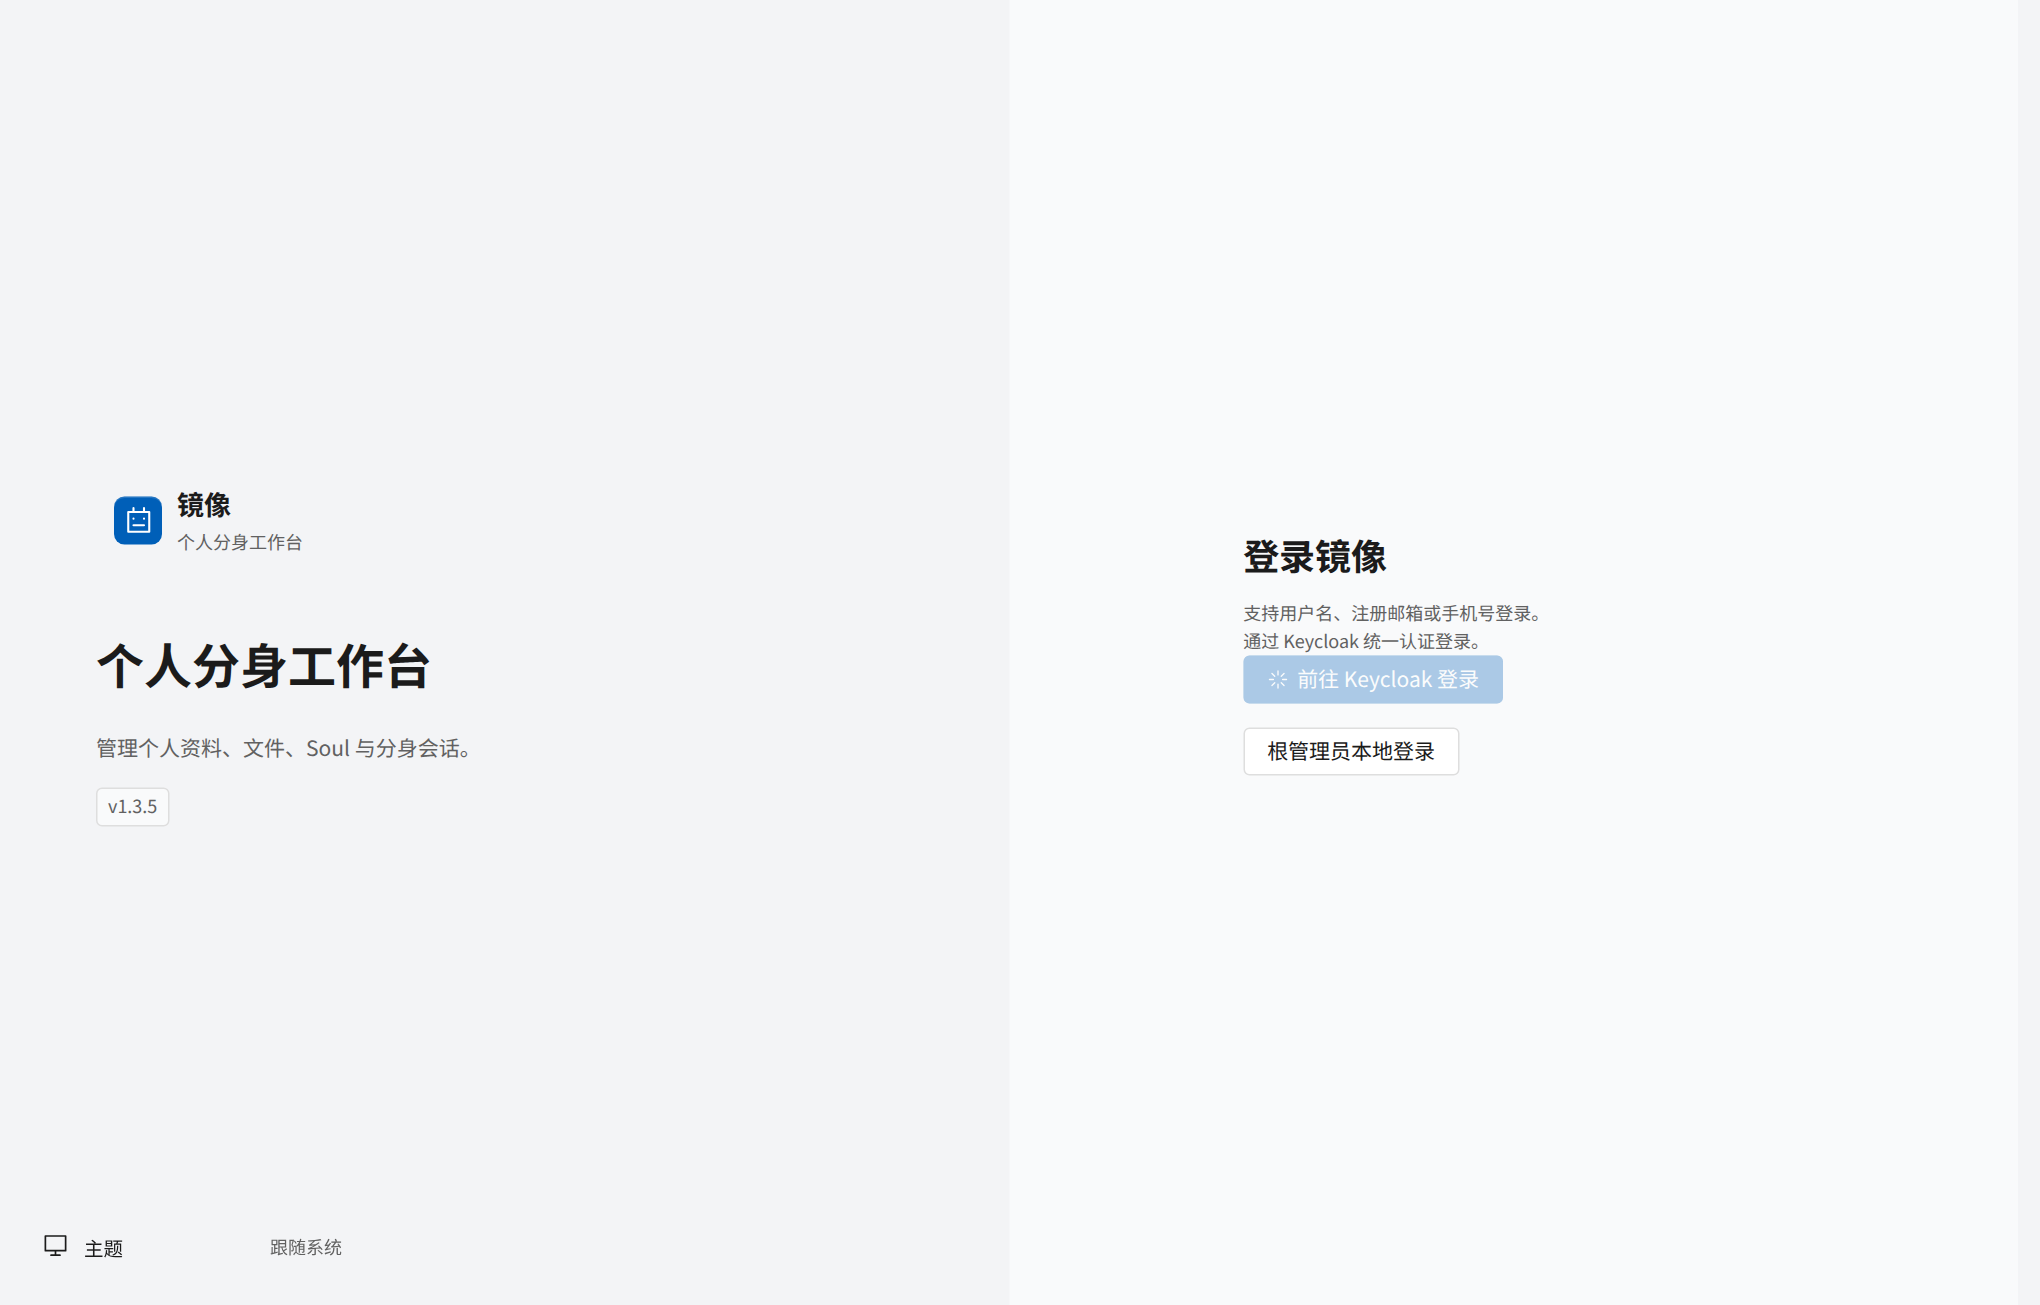 镜像
个人分身工作台
个人分身工作台
管理个人资料、文件、Soul 与分身会话。
v1.3.5
主题
跟随系统
登录镜像
支持用户名、注册邮箱或手机号登录。
通过 Keycloak 统一认证登录。
前往 Keycloak 登录
根管理员本地登录